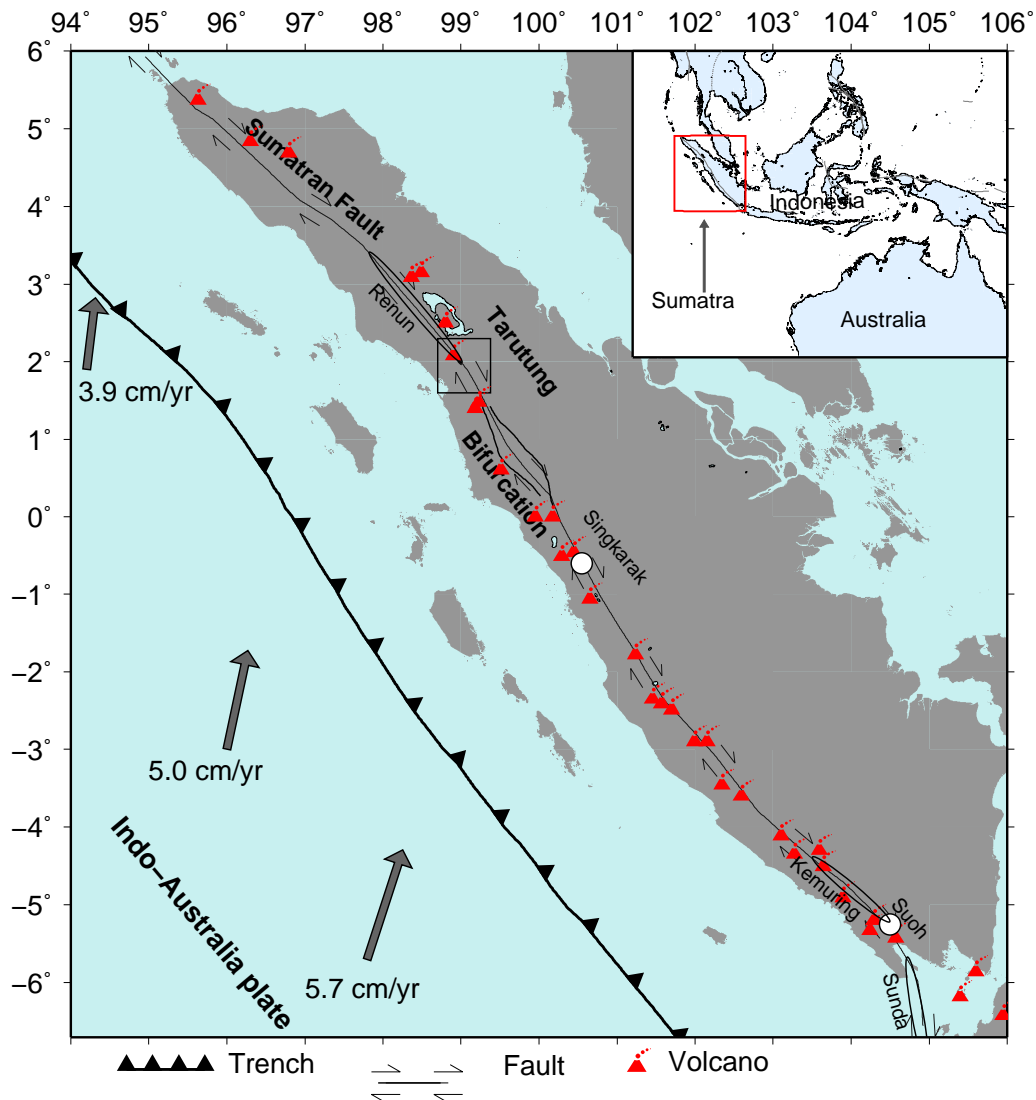 94° 95° 96° 97° 98° 99° 100° 101° 102° 103° 104° 105° 106°
6°
5°
4°
3°
2°
1°
0°
−1°
−2°
−3°
−4°
−5°
−6°
Sumatran Fault
Renun
Tarutung
Bifurcation
Singkarak
Kemuring
Suoh
Sunda
3.9 cm/yr
5.0 cm/yr
5.7 cm/yr
Indo−Australia plate
Indonesia
Sumatra
Australia
Trench
Fault
Volcano